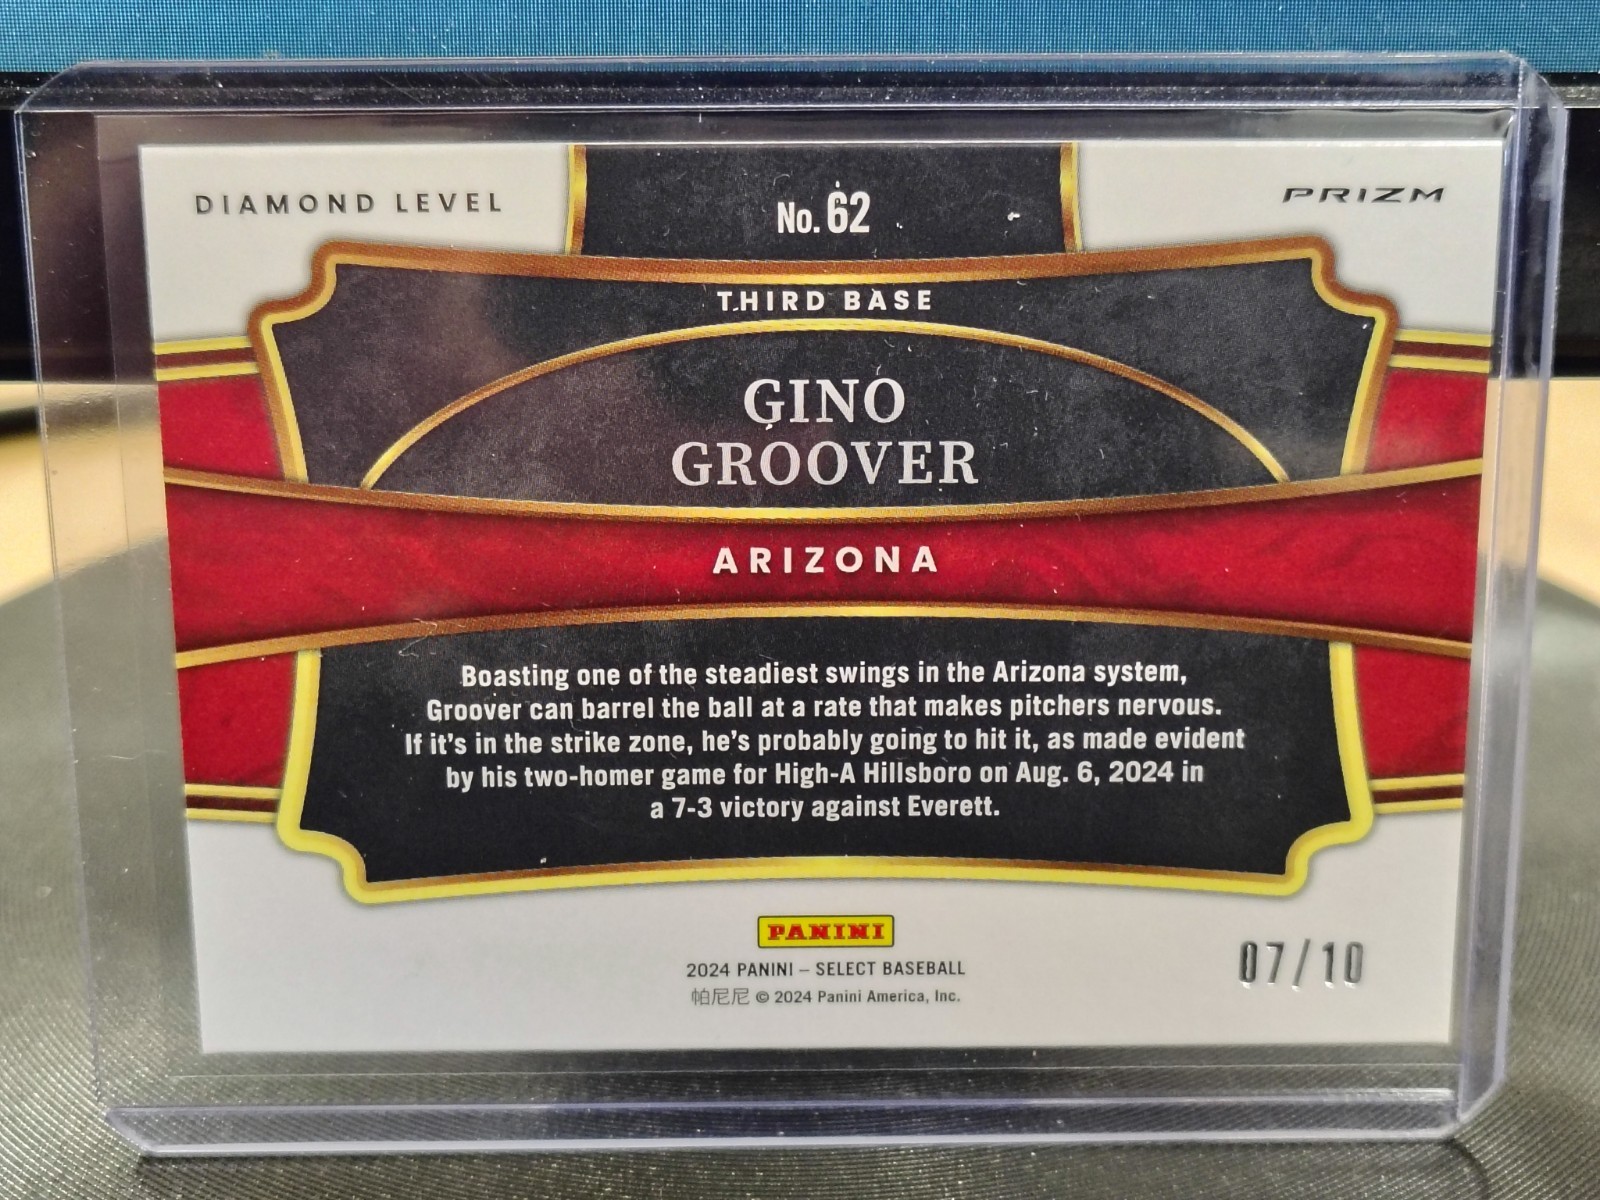 DIAMOND LEVEL
No. 62
PRIZM
THIRD BASE
GINO
GROOVER
ARIZONA
Boasting one of the steadiest swings in the Arizona system,
Groover can barrel the ball at a rate that makes pitchers nervous.
If it's in the strike zone, he's probably going to hit it, as made evident
by his two-homer game for High-A Hillsboro on Aug. 6, 2024 in
a 7-3 victory against Everett.
PANINI
2024 PANINI – SELECT BASEBALL
帕尼尼 © 2024 Panini America, Inc.
07/10